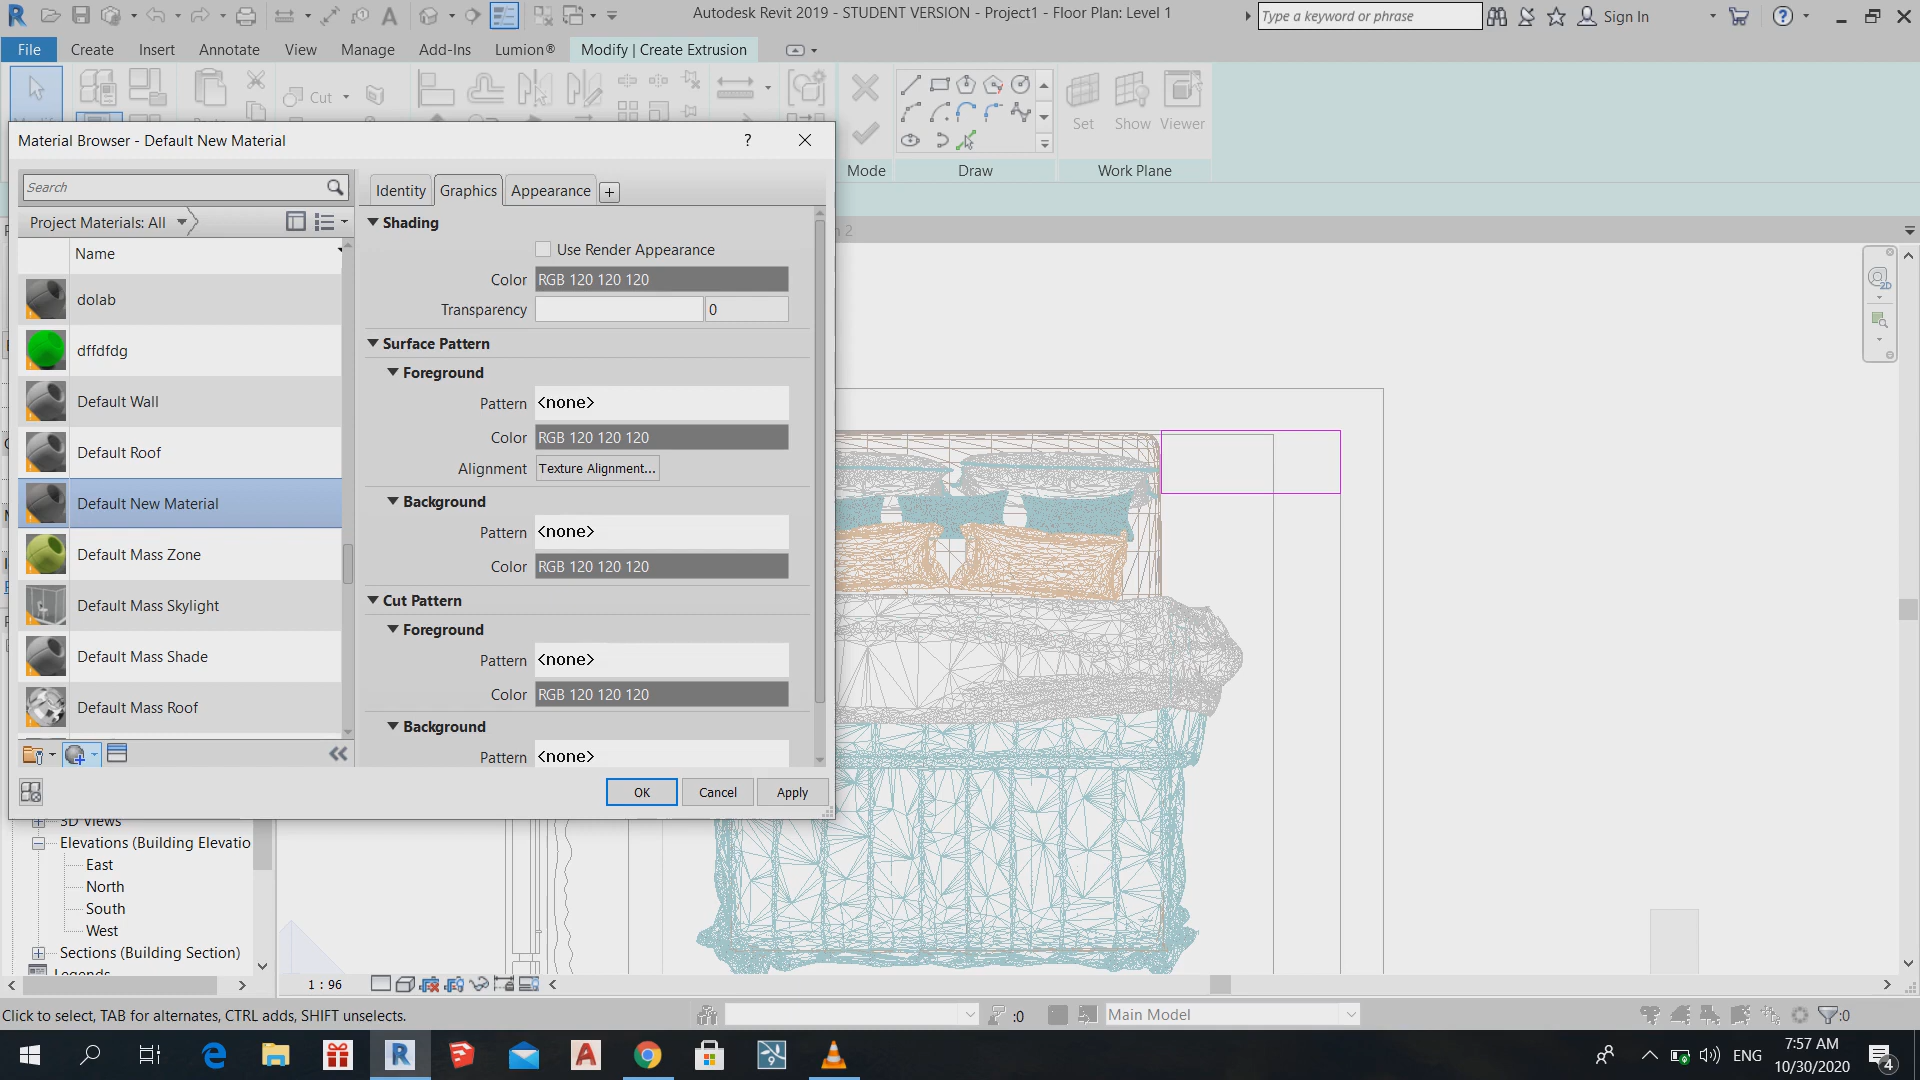 Autodesk Revit 2019 - STUDENT VERSION - Project1 - Floor Plan: Level 1
Type a keyword or phrase
Sign In
File Create Insert Annotate View Manage Add-Ins Lumion® Modify | Create Extrusion
Cut
Set Show Viewer
Mode Draw Work Plane
Material Browser - Default New Material
Search
Identity Graphics Appearance
Project Materials: All
Name
dolab
dffdfdg
Default Wall
Default Roof
Default New Material
Default Mass Zone
Default Mass Skylight
Default Mass Shade
Default Mass Roof
Shading
Use Render Appearance
Color RGB 120 120 120
Transparency 0
Surface Pattern
Foreground
Pattern <none>
Color RGB 120 120 120
Alignment Texture Alignment...
Background
Pattern <none>
Color RGB 120 120 120
Cut Pattern
Foreground
Pattern <none>
Color RGB 120 120 120
Background
Pattern <none>
OK Cancel Apply
2D
3D Views
Elevations (Building Elevatio
East
North
South
West
Sections (Building Section)
Legends
1 : 96
Click to select, TAB for alternates, CTRL adds, SHIFT unselects.
:0
Main Model
:0
ENG
7:57 AM
10/30/2020
4